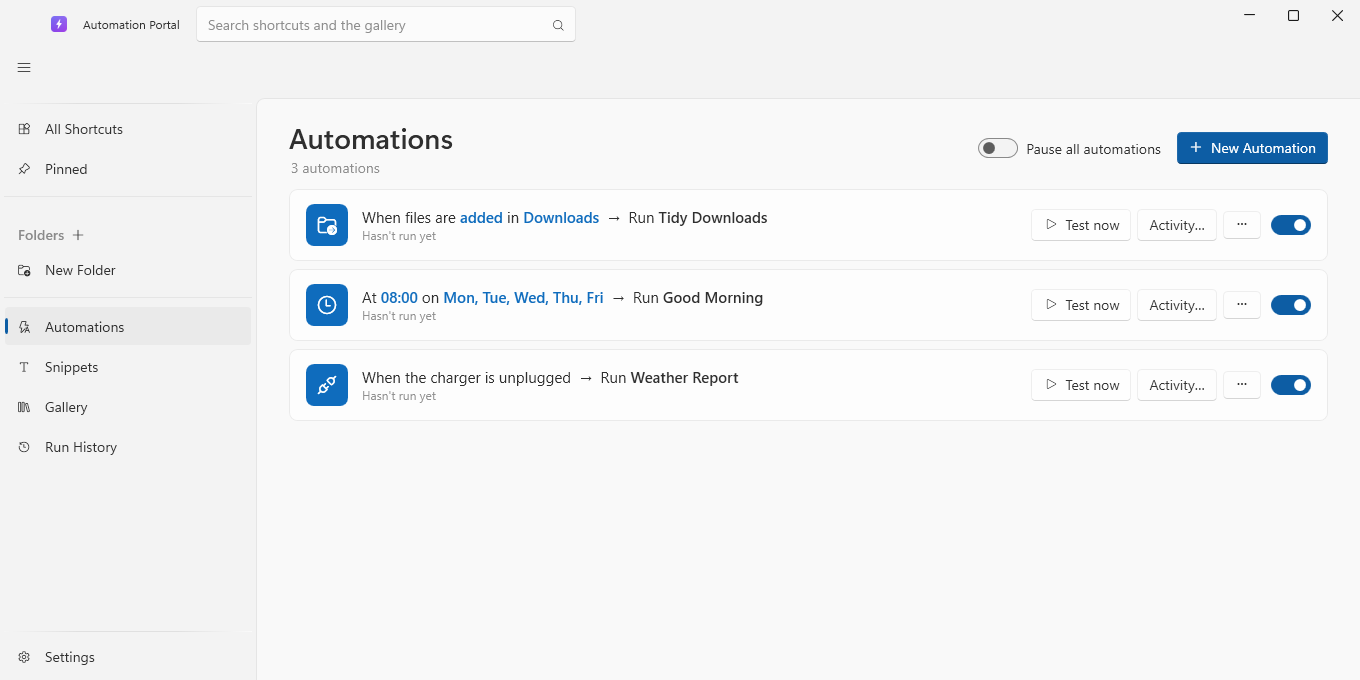 Automation Portal
Search shortcuts and the gallery
All Shortcuts
Pinned
Folders
New Folder
Automations
Snippets
Gallery
Run History
Settings
Automations
3 automations
Pause all automations
New Automation
When files are added in Downloads → Run Tidy Downloads
Hasn't run yet
Test now
Activity...
...
At 08:00 on Mon, Tue, Wed, Thu, Fri → Run Good Morning
Hasn't run yet
Test now
Activity...
...
When the charger is unplugged → Run Weather Report
Hasn't run yet
Test now
Activity...
...